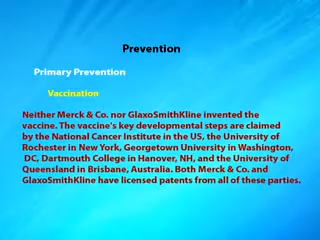 Prevention
Primary Prevention
Vaccination
Neither Merck & Co. nor GlaxoSmithKline invented the
vaccine. The vaccine's key developmental steps are claimed
by the National Cancer Institute in the US, the University of
Rochester in New York, Georgetown University in Washington,
DC, Dartmouth College in Hanover, NH, and the University of
Queensland in Brisbane, Australia. Both Merck & Co. and
GlaxoSmithKline have licensed patents from all of these parties.